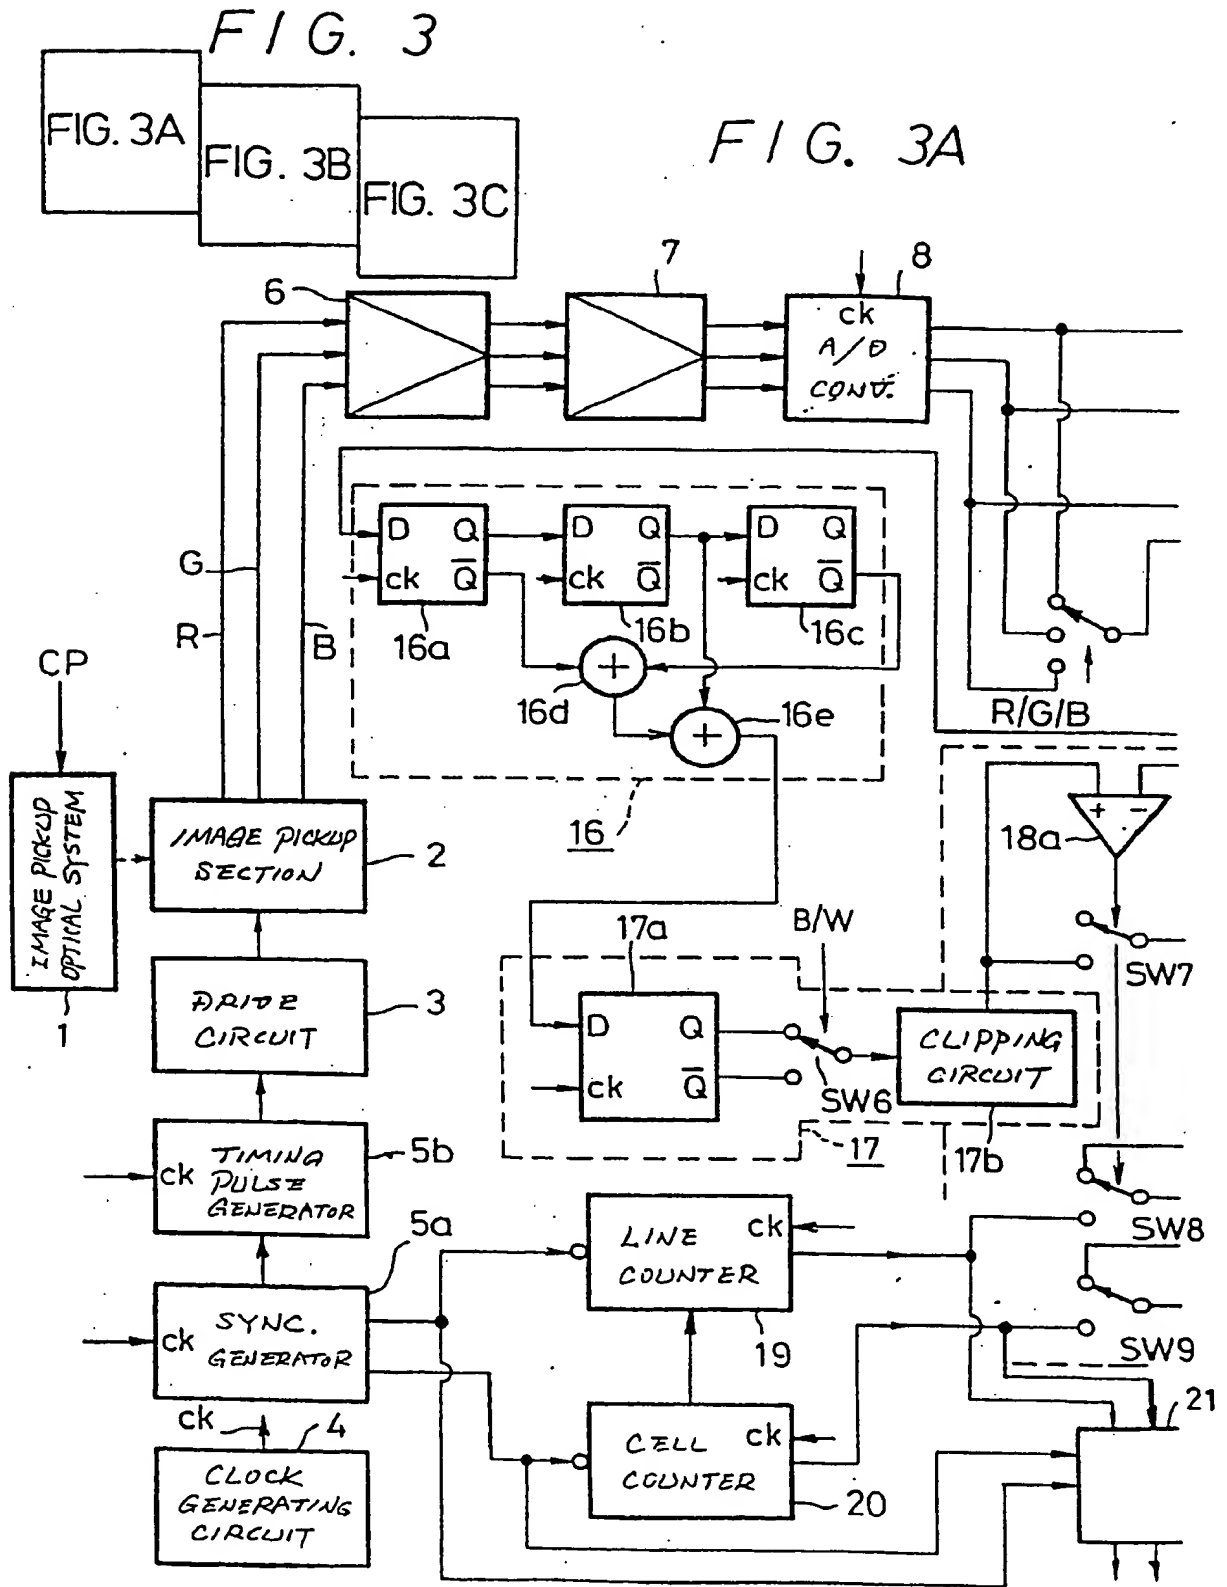 FIG. 3
FIG. 3A
FIG. 3B
FIG. 3C
FIG. 3A
6
7
8
ck
A/D
CONV.
D Q
ck Q̅
16a
D Q
ck Q̅
16b
D Q
ck Q̅
16c
G
R
B
CP
16d
16e
R/G/B
16
IMAGE PICKUP
OPTICAL SYSTEM
1
IMAGE PICKUP
SECTION
2
+ −
18a
17a
B/W
SW7
DRIVE
CIRCUIT
3
D Q
ck Q̅
SW6
CLIPPING
CIRCUIT
17
17b
ck
TIMING
PULSE
GENERATOR
5b
5a
LINE
COUNTER
ck
19
SW8
ck
SYNC.
GENERATOR
SW9
ck
4
CLOCK
GENERATING
CIRCUIT
CELL
COUNTER
ck
20
21